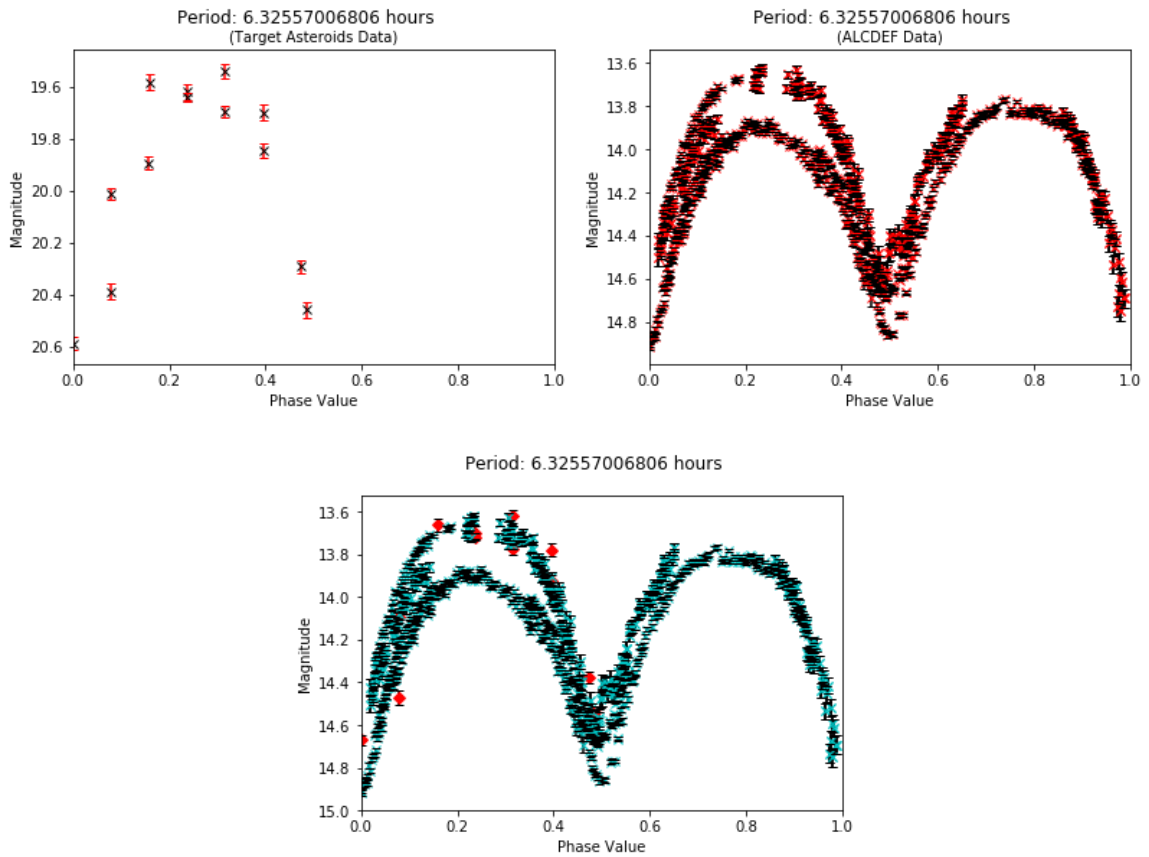 Period: 6.32557006806 hours
(Target Asteroids Data)
19.6
19.8
20.0
20.2
20.4
20.6
Magnitude
0.0 0.2 0.4 0.6 0.8 1.0
Phase Value
Period: 6.32557006806 hours
(ALCDEF Data)
13.6
13.8
14.0
14.2
14.4
14.6
14.8
Magnitude
0.0 0.2 0.4 0.6 0.8 1.0
Phase Value
Period: 6.32557006806 hours
13.6
13.8
14.0
14.2
14.4
14.6
14.8
15.0
Magnitude
0.0 0.2 0.4 0.6 0.8 1.0
Phase Value